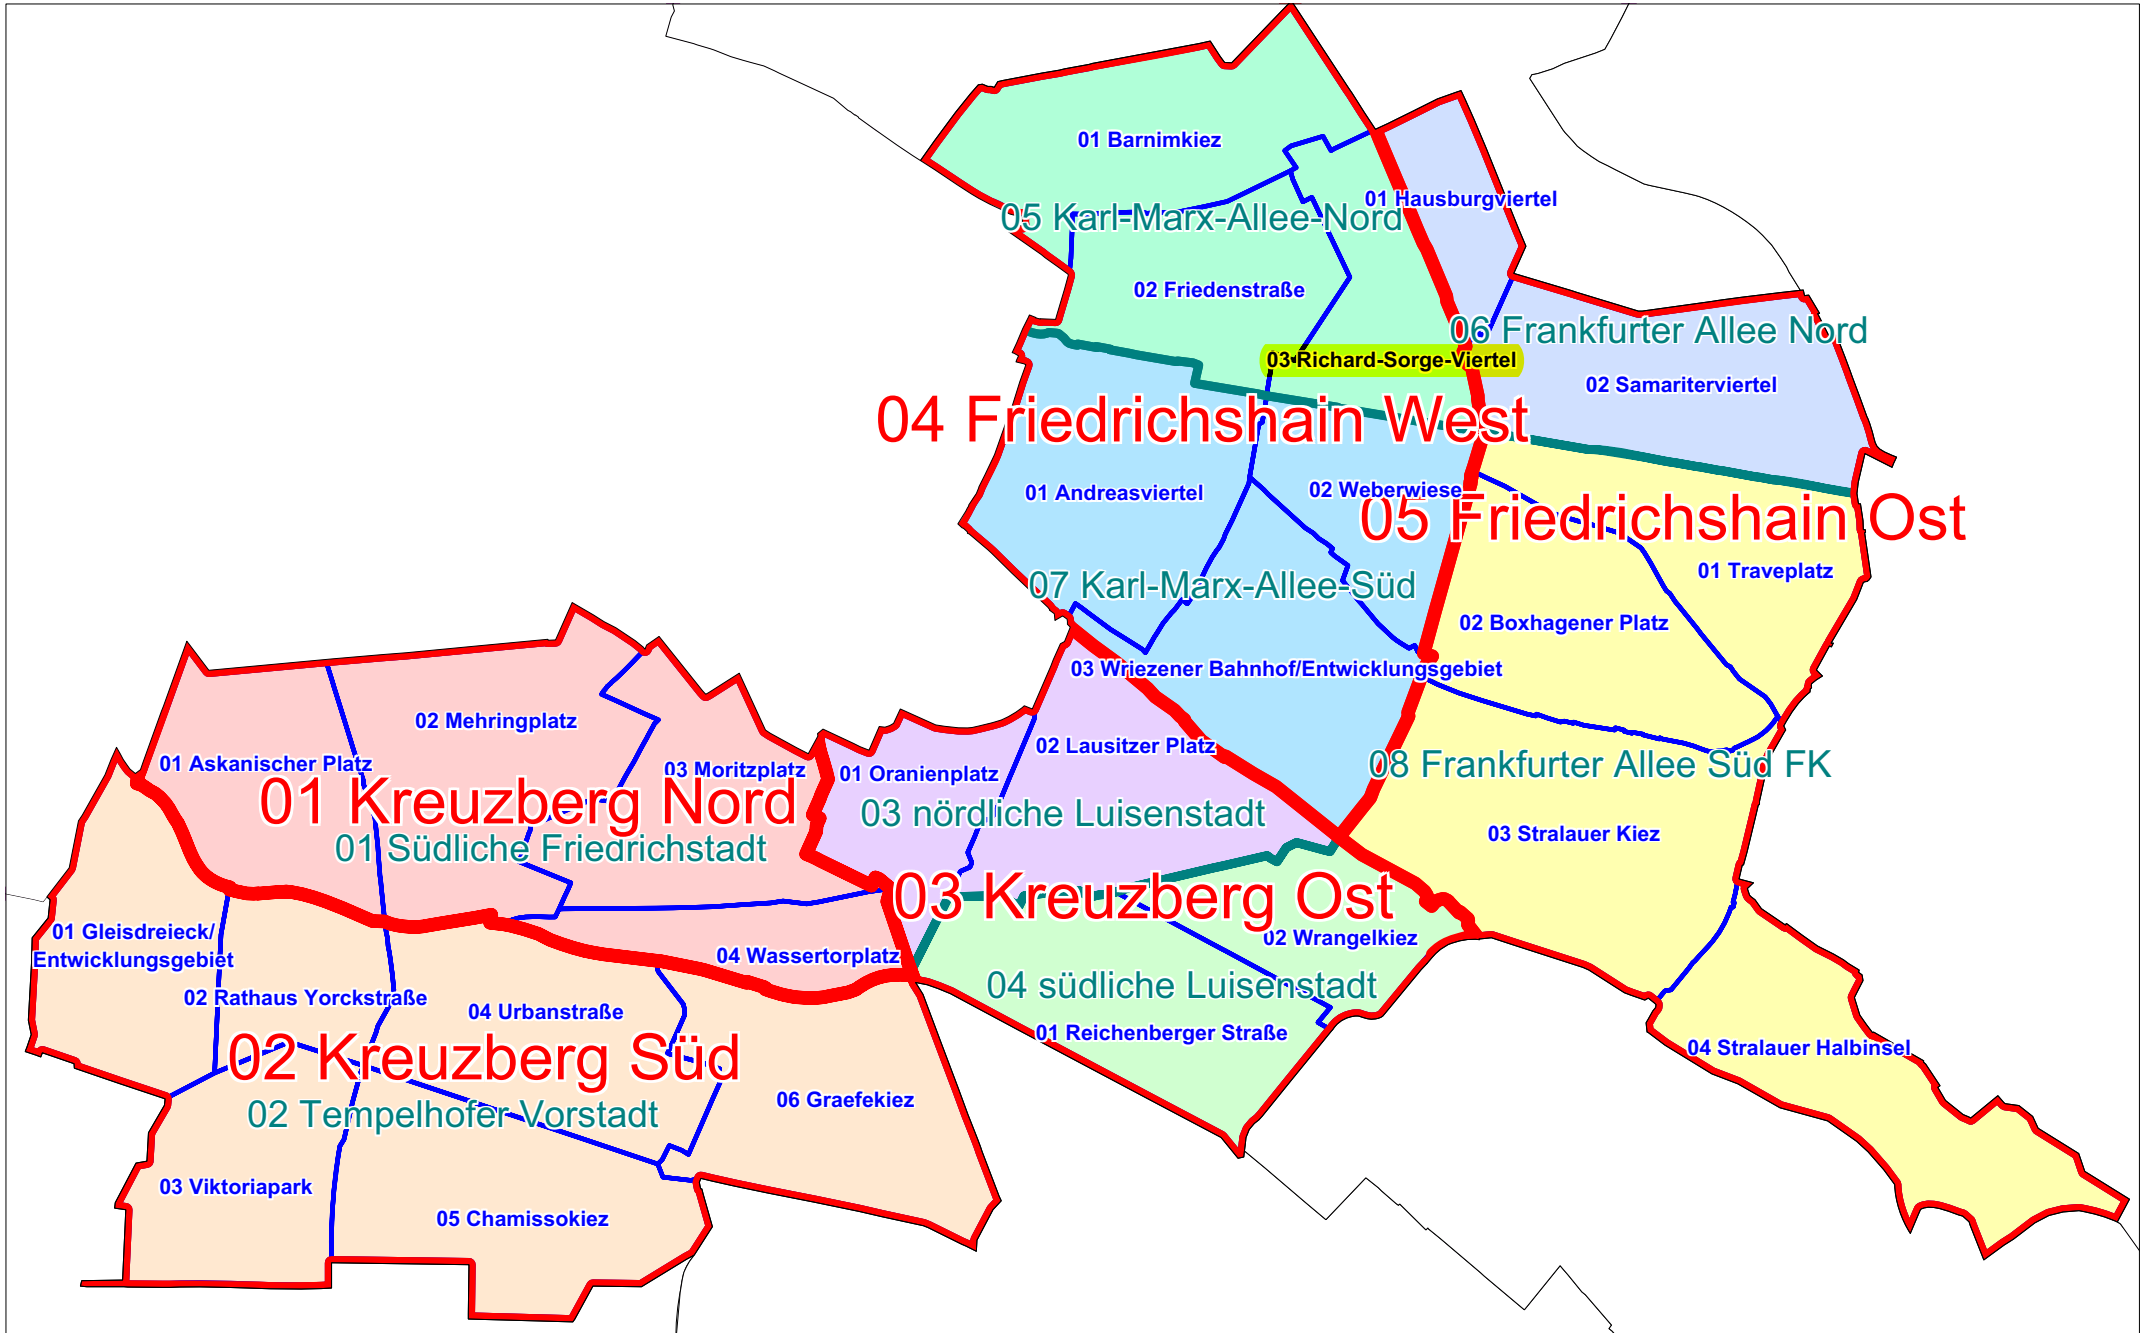 01 Barnimkiez
01 Hausburgviertel
05 Karl-Marx-Allee-Nord
02 Friedenstraße
06 Frankfurter Allee Nord
03 Richard-Sorge-Viertel
02 Samariterviertel
04 Friedrichshain West
01 Andreasviertel
02 Weberwiese
05 Friedrichshain Ost
01 Traveplatz
07 Karl-Marx-Allee-Süd
02 Boxhagener Platz
03 Wriezener Bahnhof/Entwicklungsgebiet
02 Mehringplatz
02 Lausitzer Platz
01 Askanischer Platz
03 Moritzplatz
01 Oranienplatz
08 Frankfurter Allee Süd FK
01 Kreuzberg Nord
03 nördliche Luisenstadt
03 Stralauer Kiez
01 Südliche Friedrichstadt
03 Kreuzberg Ost
01 Gleisdreieck/
Entwicklungsgebiet
02 Wrangelkiez
04 Wassertorplatz
04 südliche Luisenstadt
02 Rathaus Yorckstraße
04 Urbanstraße
01 Reichenberger Straße
04 Stralauer Halbinsel
02 Kreuzberg Süd
06 Graefekiez
02 Tempelhofer Vorstadt
03 Viktoriapark
05 Chamissokiez